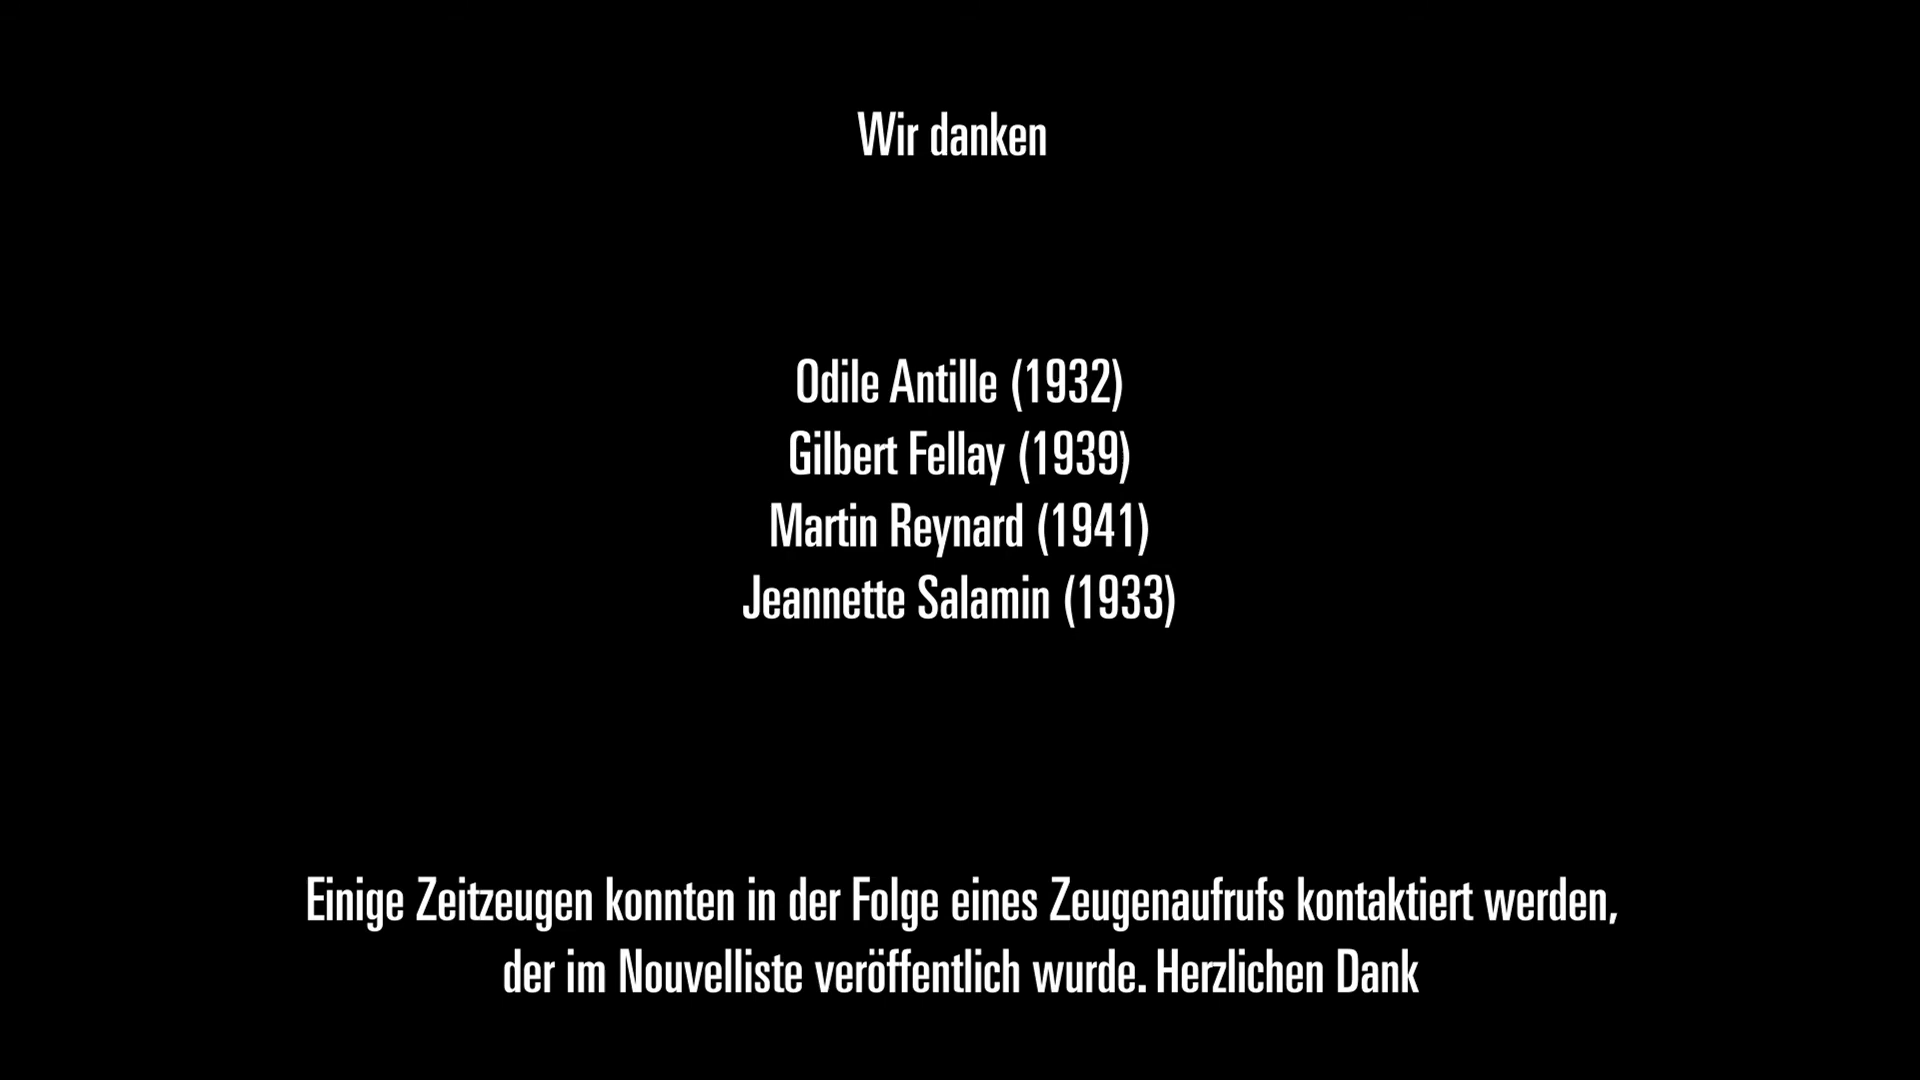 Wir danken
Odile Antille (1932)
Gilbert Fellay (1939)
Martin Reynard (1941)
Jeannette Salamin (1933)
Einige Zeitzeugen konnten in der Folge eines Zeugenaufrufs kontaktiert werden,
der im Nouvelliste veröffentlich wurde. Herzlichen Dank